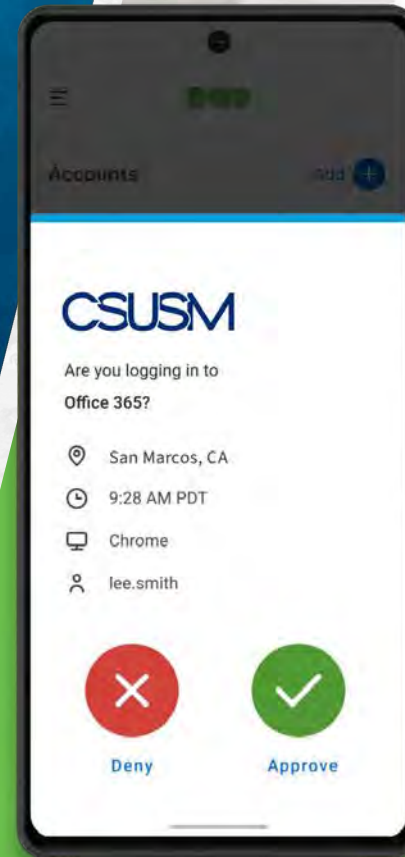 Accounts
Add
CSUSM
Are you logging in to
Office 365?
San Marcos, CA
9:28 AM PDT
Chrome
lee.smith
Deny
Approve